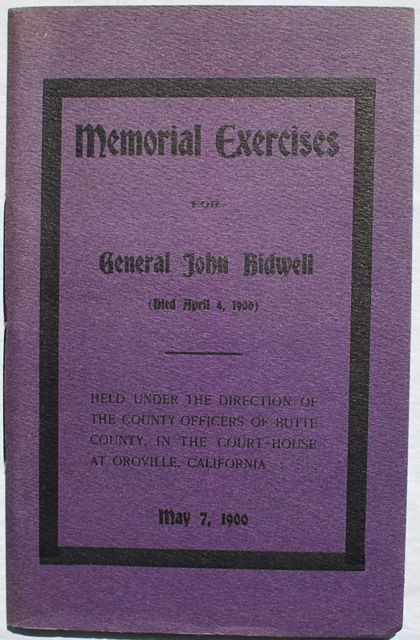 Memorial Exercises
FOR
General John Bidwell
(Died April 4, 1900)
HELD UNDER THE DIRECTION OF
THE COUNTY OFFICERS OF BUTTE
COUNTY, IN THE COURT-HOUSE
AT OROVILLE, CALIFORNIA : : :
May 7, 1900